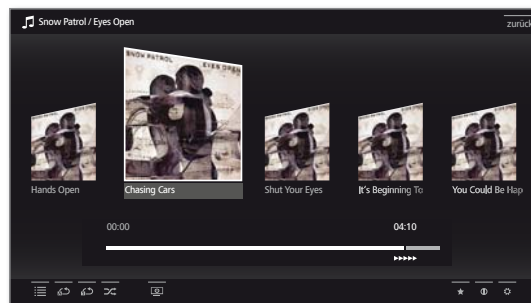 Snow Patrol / Eyes Open
zurück
SNOW PATROL EYES OPEN
Hands Open
Chasing Cars
Shut Your Eyes
It's Beginning To
You Could Be Hap
00:00
04:10